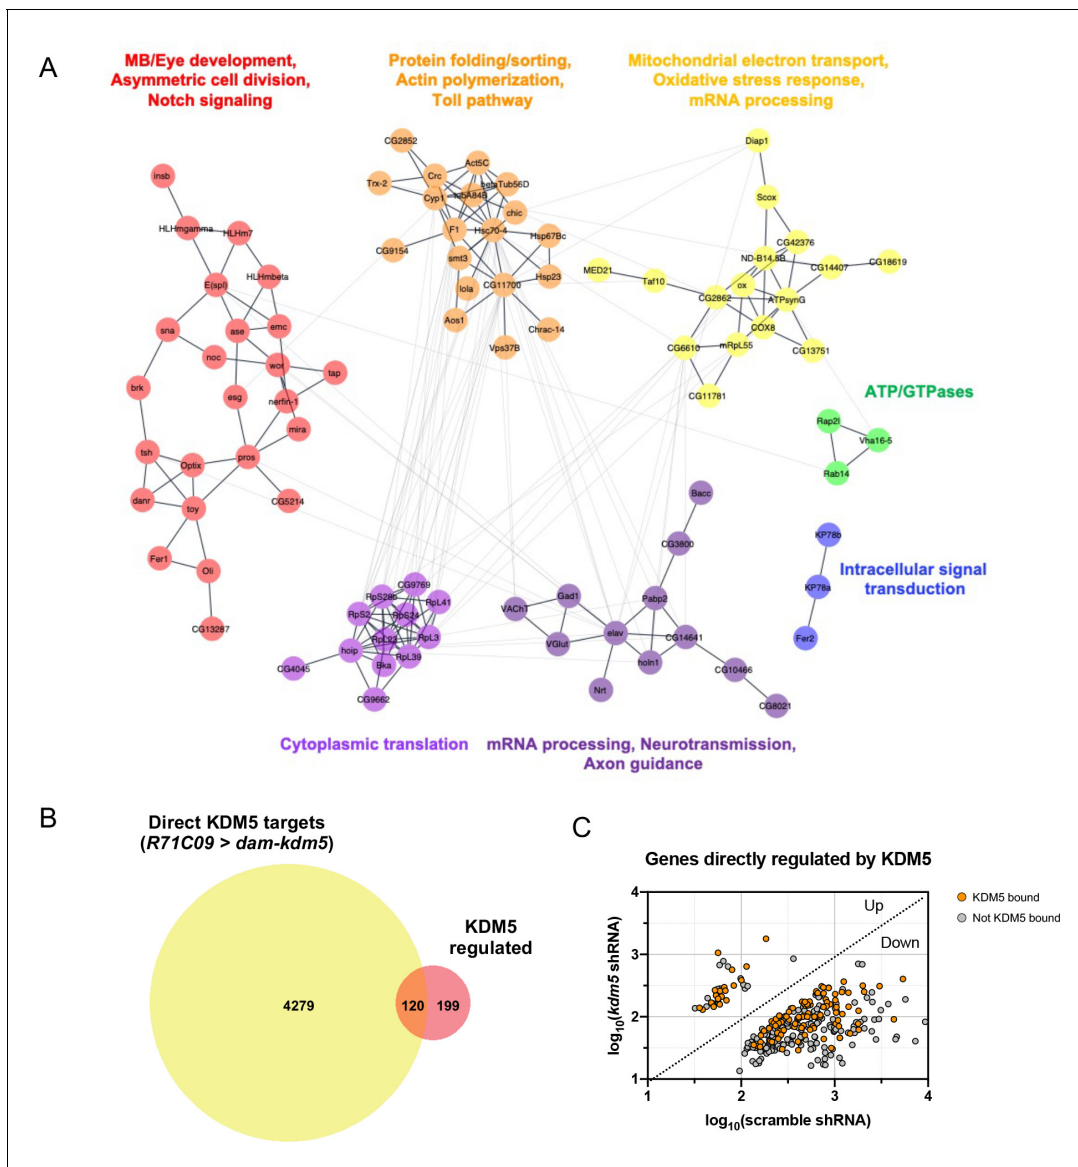 A
MB/Eye development,
Asymmetric cell division,
Notch signaling
Protein folding/sorting,
Actin polymerization,
Toll pathway
Mitochondrial electron transport,
Oxidative stress response,
mRNA processing
insb
HLHmgamma
HLHm7
HLHmbeta
E(spl)
sna
ase
emc
noc
wor
tap
brk
esg
nerfin-1
mira
tsh
Optix
pros
danr
toy
CG5214
Fer1
Oli
CG13287
CG2852
Act5C
Trx-2
Crc
betaTub56D
Cyp1
chic
CG9154
F1
Hsc70-4
Hsp67Bc
smt3
lola
CG11700
Hsp23
Aos1
Chrac-14
Vps37B
Diap1
Scox
CG42376
ND-B14.5B
CG14407
CG18619
MED21
Taf10
ox
CG2862
ATPsynG
COX8
CG6610
mRpL55
CG13751
CG11781
ATP/GTPases
Rap2l
Vha16-5
Rab14
KP78b
KP78a
Fer2
Intracellular signal
transduction
RpS28b
CG9769
RpS2
RpS24
RpL41
RpL23
RpL3
hoip
Bka
RpL39
CG4045
CG9662
Bacc
CG3800
Gad1
Pabp2
VAChT
VGlut
elav
CG14641
holn1
Nrt
CG10466
CG8021
Cytoplasmic translation
mRNA processing, Neurotransmission,
Axon guidance
B
Direct KDM5 targets
(R71C09 > dam-kdm5)
KDM5
regulated
4279
120
199
C
Genes directly regulated by KDM5
log10(kdm5 shRNA)
4
3
2
1
Up
Down
1
2
3
4
log10(scramble shRNA)
KDM5 bound
Not KDM5 bound